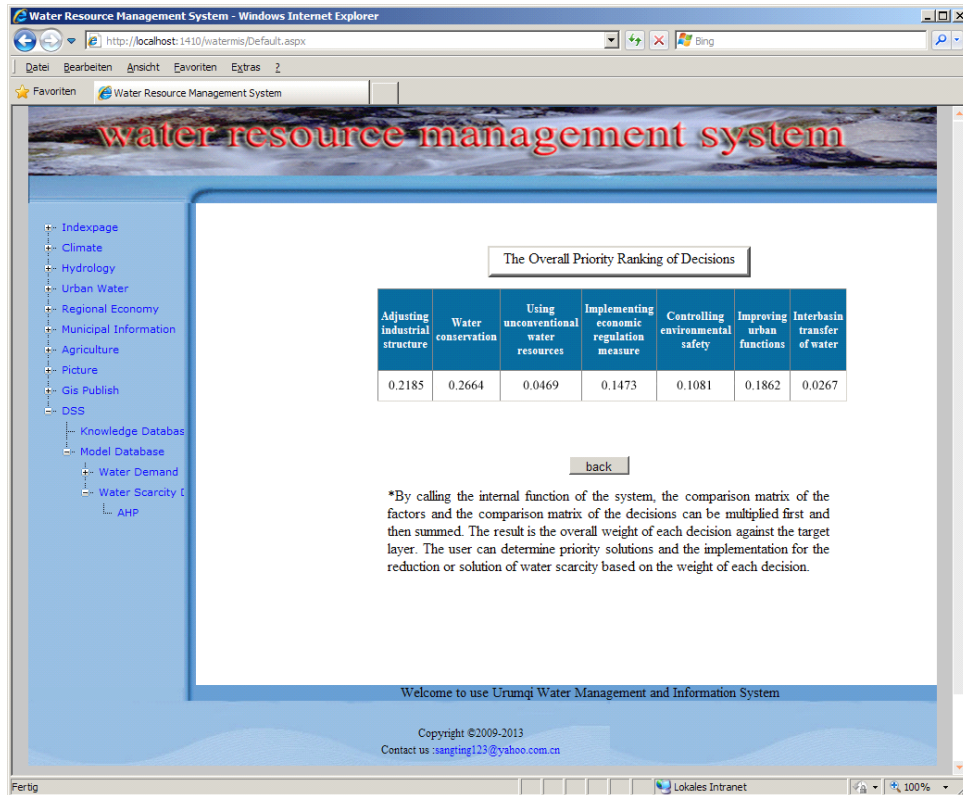 Water Resource Management System - Windows Internet Explorer
http://localhost:1410/watermis/Default.aspx
Bing
Datei Bearbeiten Ansicht Favoriten Extras ?
Favoriten
Water Resource Management System
water resource management system
Indexpage
Climate
Hydrology
Urban Water
Regional Economy
Municipal Information
Agriculture
Picture
Gis Publish
DSS
Knowledge Databas
Model Database
Water Demand
Water Scarcity D
AHP
The Overall Priority Ranking of Decisions
Adjusting industrial structure
Water conservation
Using unconventional water resources
Implementing economic regulation measure
Controlling environmental safety
Improving urban functions
Interbasin transfer of water
0.2185 0.2664 0.0469 0.1473 0.1081 0.1862 0.0267
back
*By calling the internal function of the system, the comparison matrix of the
factors and the comparison matrix of the decisions can be multiplied first and
then summed. The result is the overall weight of each decision against the target
layer. The user can determine priority solutions and the implementation for the
reduction or solution of water scarcity based on the weight of each decision.
Welcome to use Urumqi Water Management and Information System
Copyright ©2009-2013
Contact us :sangting123@yahoo.com.cn
Fertig
Lokales Intranet
100%